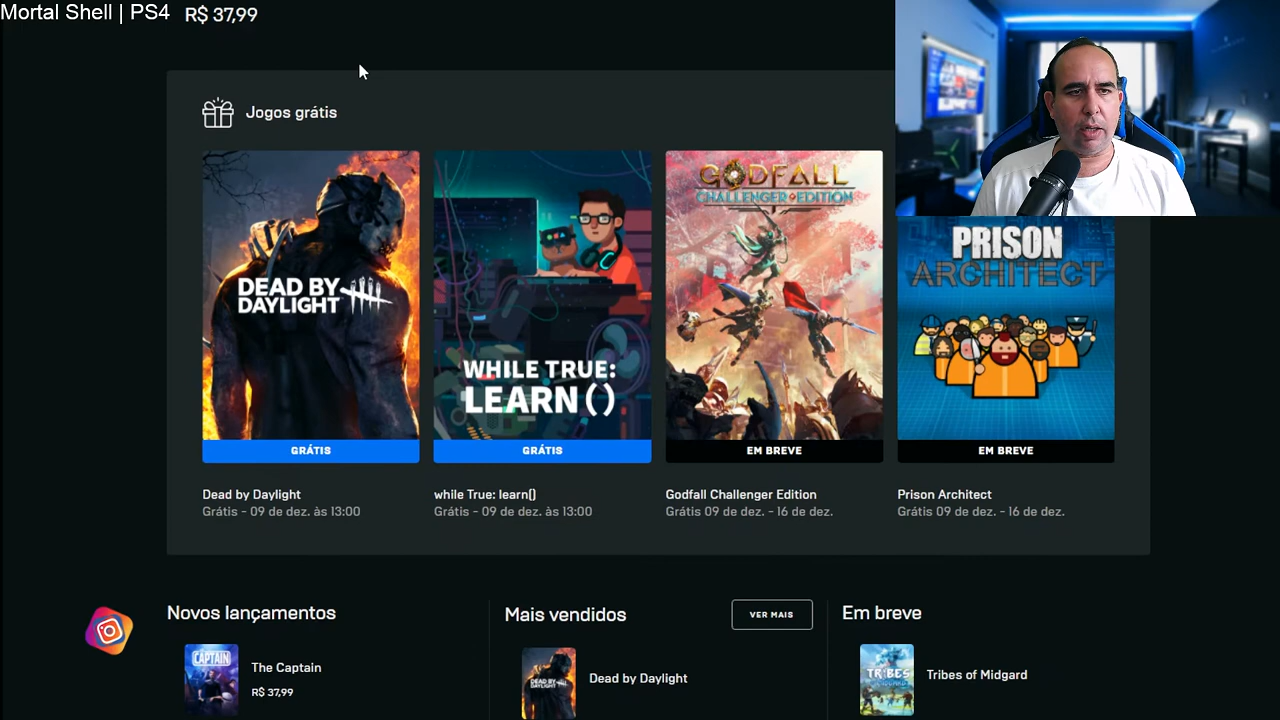 Mortal Shell | PS4
R$ 37,99
Jogos grátis
DEAD BY
DAYLIGHT
WHILE TRUE:
LEARN()
GODFALL
CHALLENGER EDITION
PRISON
ARCHITECT
GRÁTIS
GRÁTIS
EM BREVE
EM BREVE
Dead by Daylight
Grátis - 09 de dez. às 13:00
while True: learn()
Grátis - 09 de dez. às 13:00
Godfall Challenger Edition
Grátis 09 de dez. - 16 de dez.
Prison Architect
Grátis 09 de dez. - 16 de dez.
Novos lançamentos
CAPTAIN
The Captain
R$ 37,99
Mais vendidos
VER MAIS
DEAD BY
DAYLIGHT
Dead by Daylight
Em breve
TRIBES
MIDGARD
Tribes of Midgard